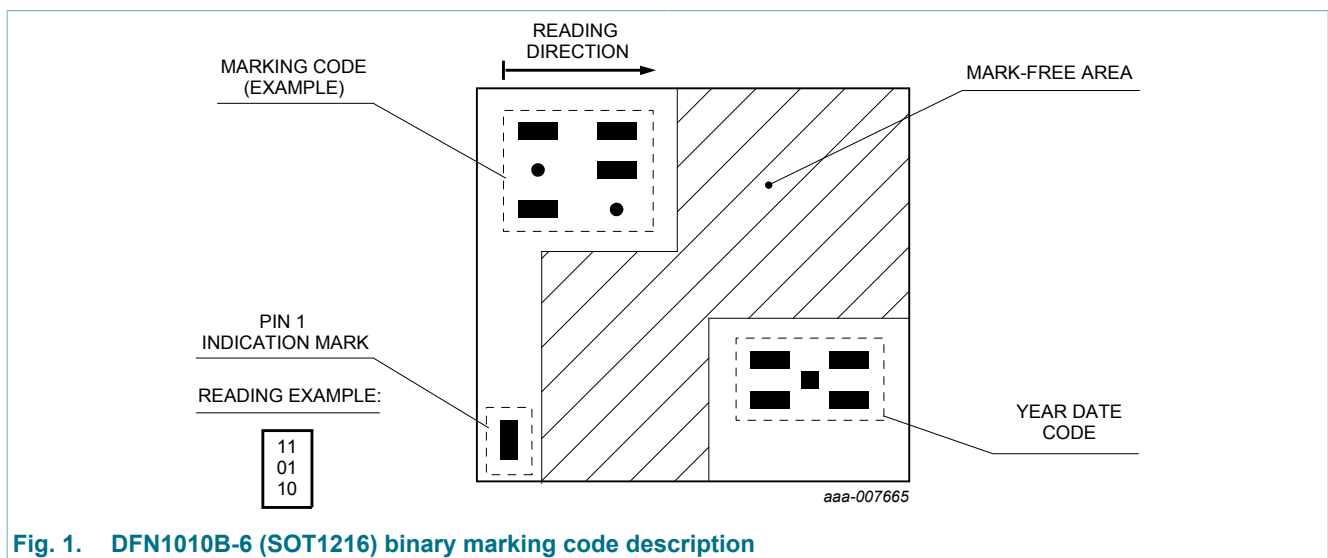 READING
DIRECTION
MARKING CODE
(EXAMPLE)
MARK-FREE AREA
PIN 1
INDICATION MARK
READING EXAMPLE:
11
01
10
YEAR DATE
CODE
aaa-007665
Fig. 1. DFN1010B-6 (SOT1216) binary marking code description